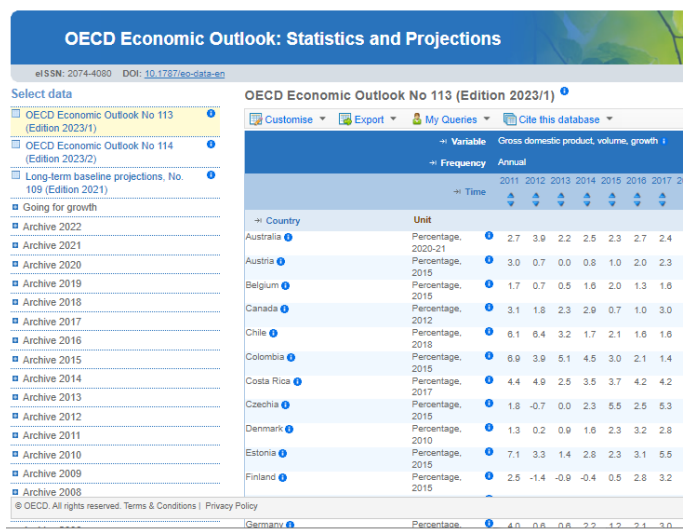 OECD Economic Outlook: Statistics and Projections
eISSN: 2074-4080 DOI: 10.1787/eo-data-en
Select data
OECD Economic Outlook No 113
(Edition 2023/1)
OECD Economic Outlook No 114
(Edition 2023/2)
Long-term baseline projections, No.
109 (Edition 2021)
Going for growth
Archive 2022
Archive 2021
Archive 2020
Archive 2019
Archive 2018
Archive 2017
Archive 2016
Archive 2015
Archive 2014
Archive 2013
Archive 2012
Archive 2011
Archive 2010
Archive 2009
Archive 2008
OECD Economic Outlook No 113 (Edition 2023/1)
Customise Export My Queries Cite this database
Variable Gross domestic product, volume, growth
Frequency Annual
Time 2011 2012 2013 2014 2015 2016 2017
Country Unit
Australia Percentage, 2.7 3.9 2.2 2.5 2.3 2.7 2.4
2020-21
Austria Percentage, 3.0 0.7 0.0 0.8 1.0 2.0 2.3
2015
Belgium Percentage, 1.7 0.7 0.5 1.6 2.0 1.3 1.6
2015
Canada Percentage, 3.1 1.8 2.3 2.9 0.7 1.0 3.0
2012
Chile Percentage, 6.1 6.4 3.2 1.7 2.1 1.6 1.6
2018
Colombia Percentage, 6.9 3.9 5.1 4.5 3.0 2.1 1.4
2015
Costa Rica Percentage, 4.4 4.9 2.5 3.5 3.7 4.2 4.2
2017
Czechia Percentage, 1.8 -0.7 0.0 2.3 5.5 2.5 5.3
2015
Denmark Percentage, 1.3 0.2 0.9 1.6 2.3 3.2 2.8
2010
Estonia Percentage, 7.1 3.3 1.4 2.8 2.3 3.1 5.5
2015
Finland Percentage, 2.5 -1.4 -0.9 -0.4 0.5 2.8 3.2
2015
© OECD. All rights reserved. Terms & Conditions | Privacy Policy
Germany Percentage, 4.0 0.6 0.6 2.2 1.2 2.1 3.0